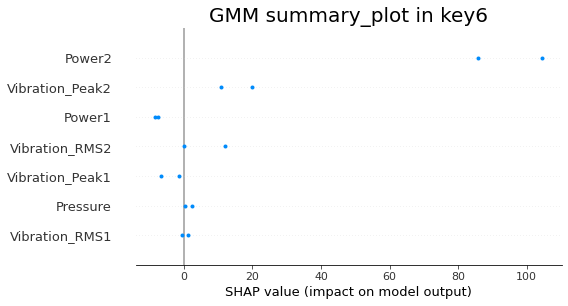 GMM summary_plot in key6
Power2
Vibration_Peak2
Power1
Vibration_RMS2
Vibration_Peak1
Pressure
Vibration_RMS1
0 20 40 60 80 100
SHAP value (impact on model output)